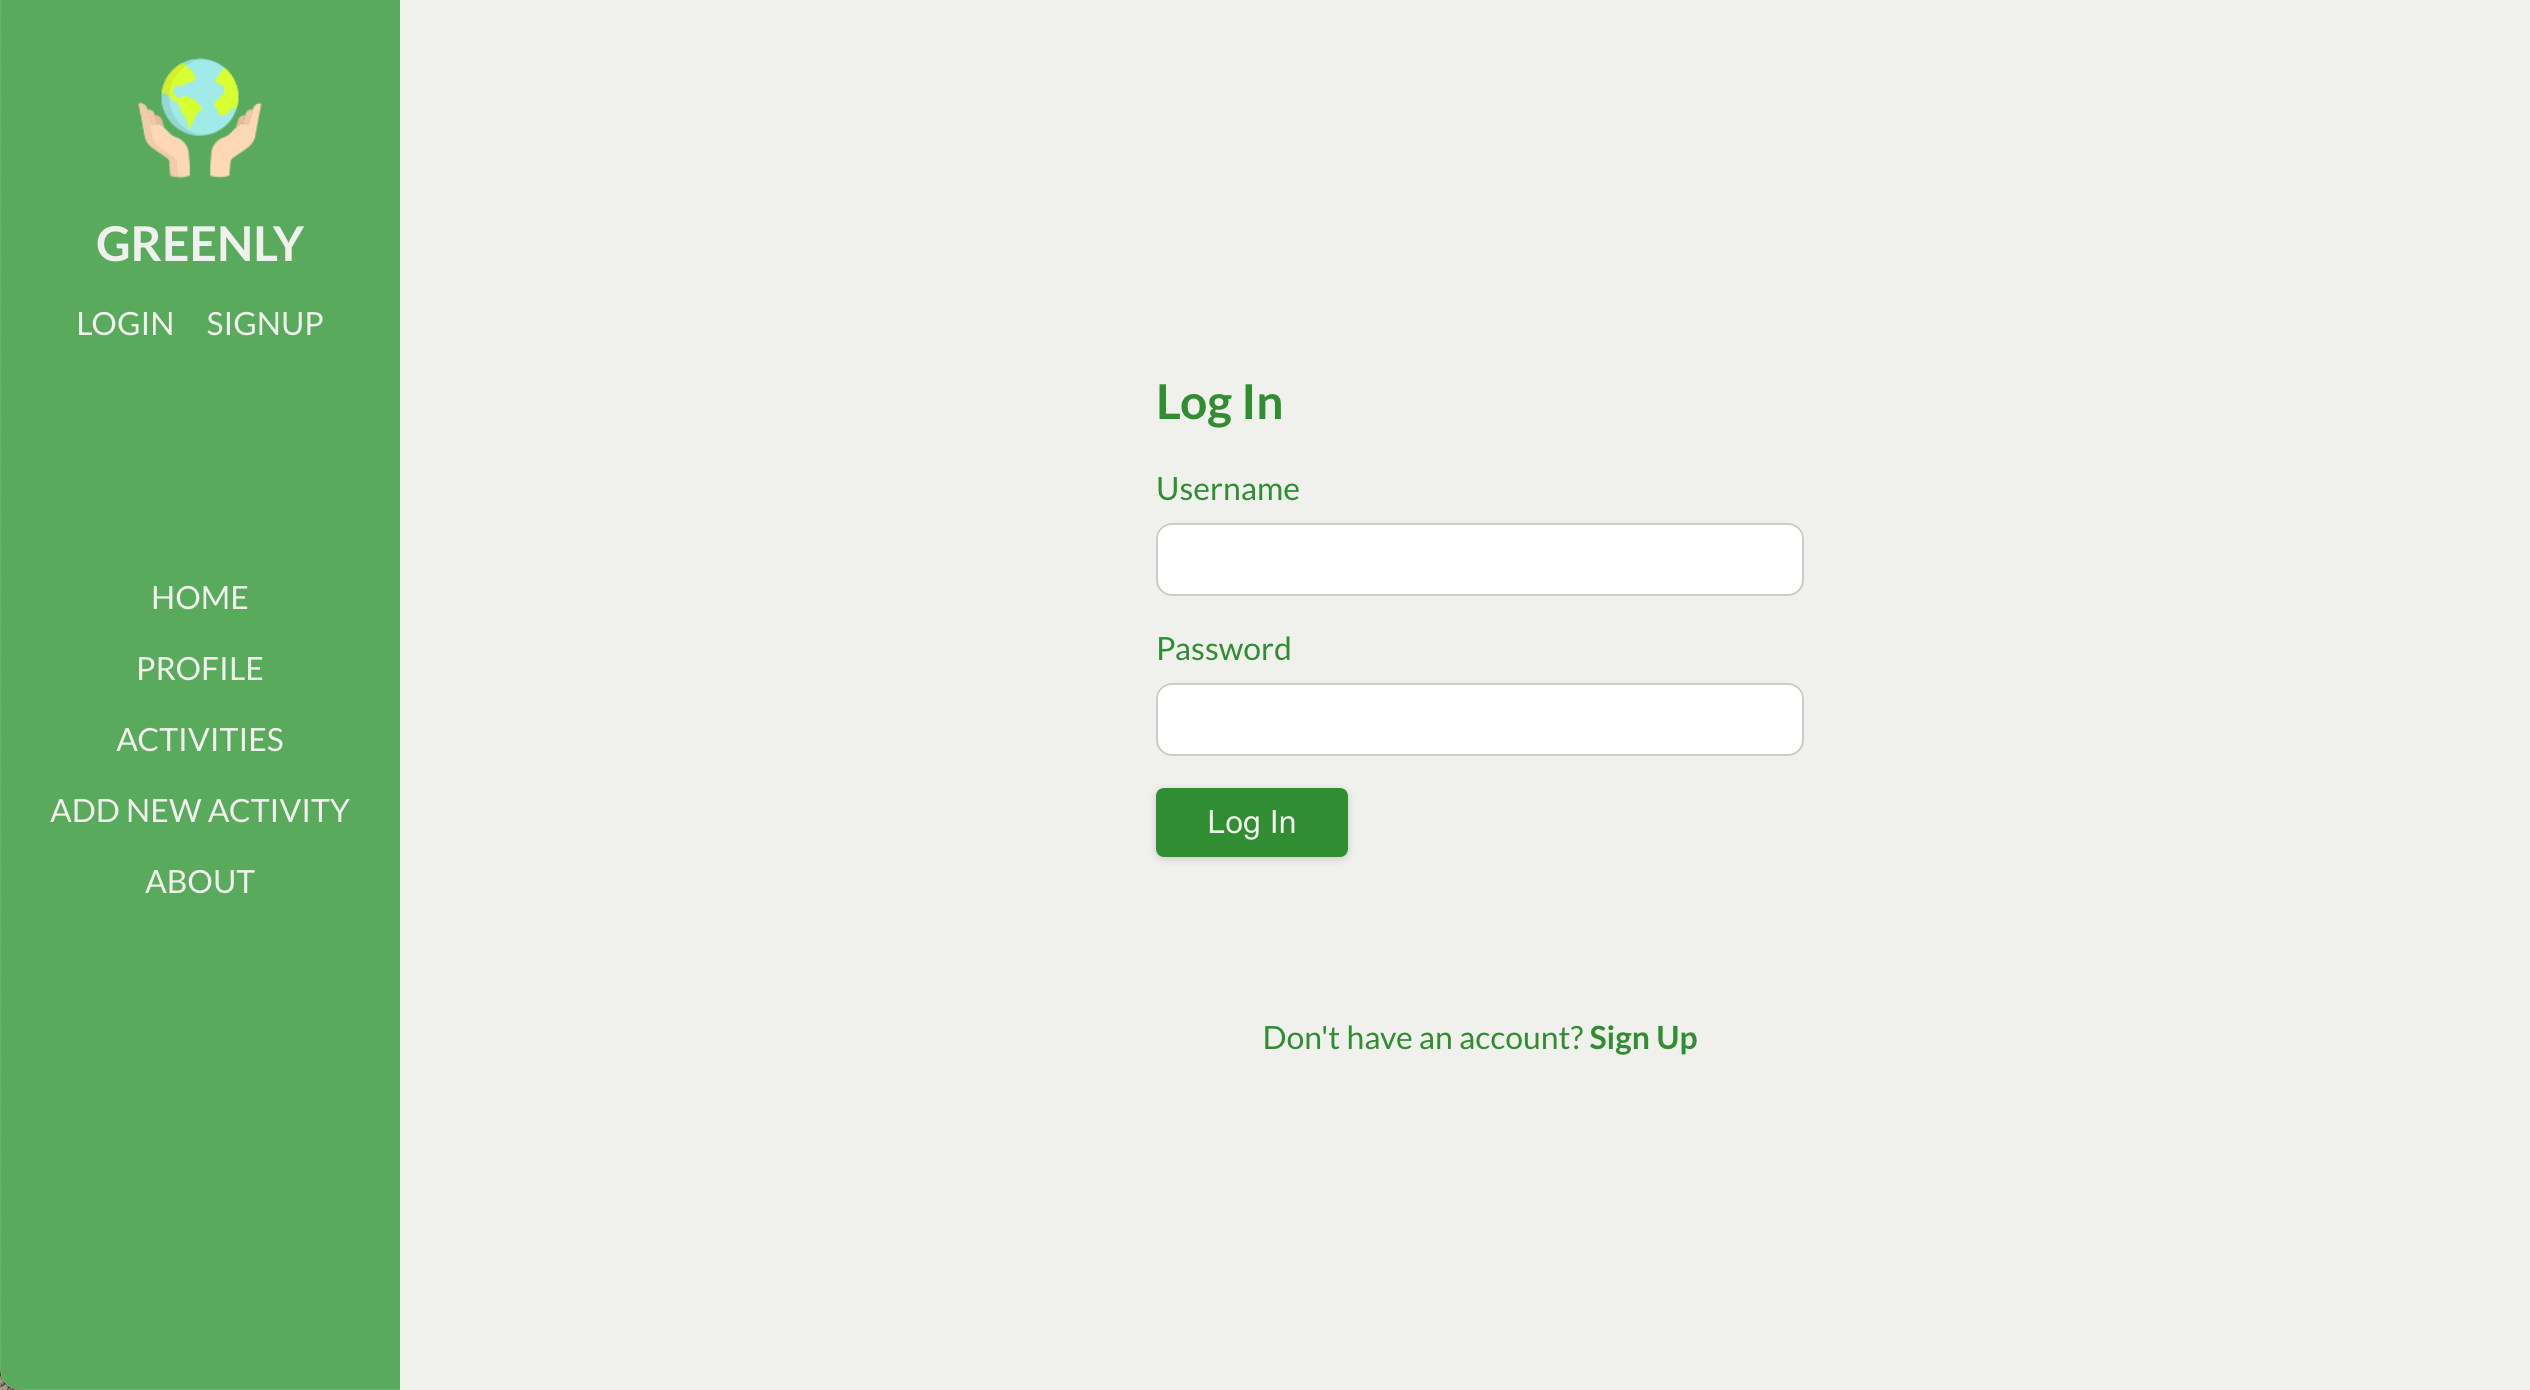 GREENLY
LOGIN SIGNUP
HOME
PROFILE
ACTIVITIES
ADD NEW ACTIVITY
ABOUT
Log In
Username
Password
Log In
Don't have an account? Sign Up